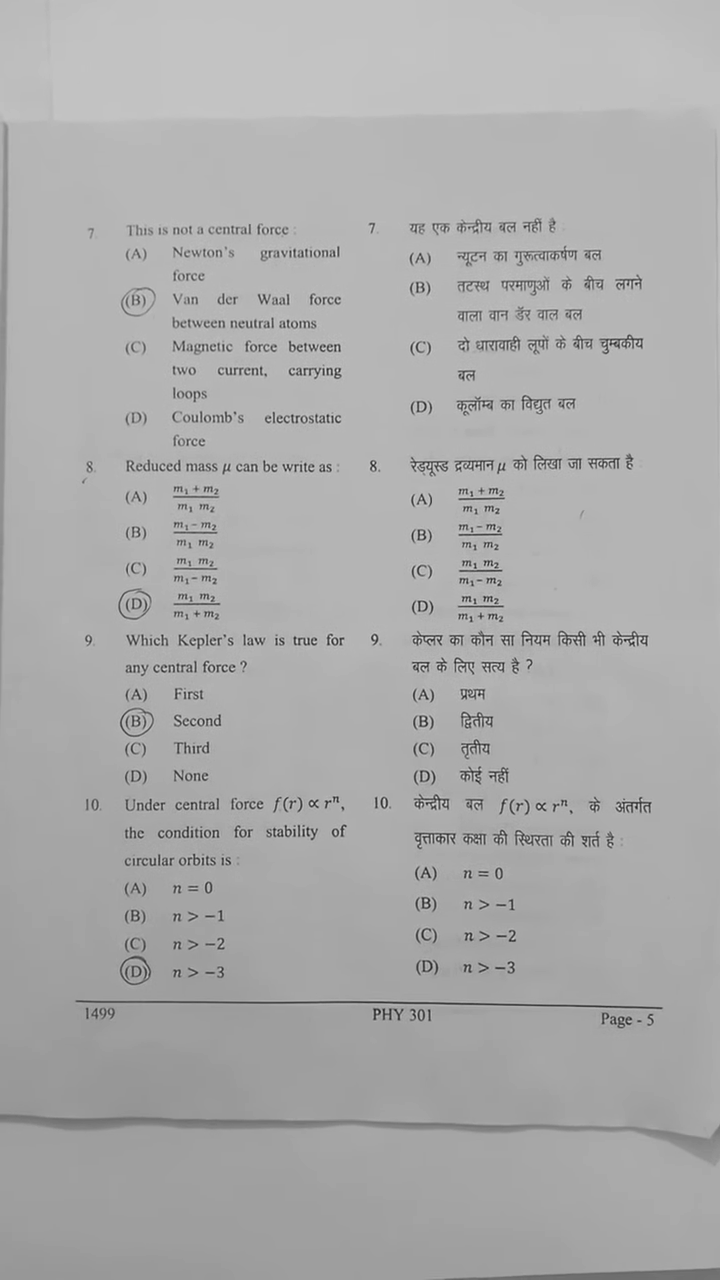 7. This is not a central force :
(A) Newton's gravitational
force
(B) Van der Waal force
between neutral atoms
(C) Magnetic force between
two current, carrying
loops
(D) Coulomb's electrostatic
force
8. Reduced mass μ can be write as :
(A) m₁ + m₂ / m₁ m₂
(B) m₁ − m₂ / m₁ m₂
(C) m₁ m₂ / m₁ − m₂
(D) m₁ m₂ / m₁ + m₂
9. Which Kepler's law is true for
any central force ?
(A) First
(B) Second
(C) Third
(D) None
10. Under central force f(r) ∝ rⁿ,
the condition for stability of
circular orbits is :
(A) n = 0
(B) n > −1
(C) n > −2
(D) n > −3
7. यह एक केन्द्रीय बल नहीं है :
(A) न्यूटन का गुरूत्वाकर्षण बल
(B) तटस्थ परमाणुओं के बीच लगने
वाला वान डॅर वाल बल
(C) दो धारावाही लूपों के बीच चुम्बकीय
बल
(D) कूलॉम्ब का विद्युत बल
8. रेड्यूस्ड द्रव्यमान μ को लिखा जा सकता है :
(A) m₁ + m₂ / m₁ m₂
(B) m₁ − m₂ / m₁ m₂
(C) m₁ m₂ / m₁ − m₂
(D) m₁ m₂ / m₁ + m₂
9. केप्लर का कौन सा नियम किसी भी केन्द्रीय
बल के लिए सत्य है ?
(A) प्रथम
(B) द्वितीय
(C) तृतीय
(D) कोई नहीं
10. केन्द्रीय बल f(r) ∝ rⁿ, के अंतर्गत
वृत्ताकार कक्षा की स्थिरता की शर्त है :
(A) n = 0
(B) n > −1
(C) n > −2
(D) n > −3
1499 PHY 301 Page - 5